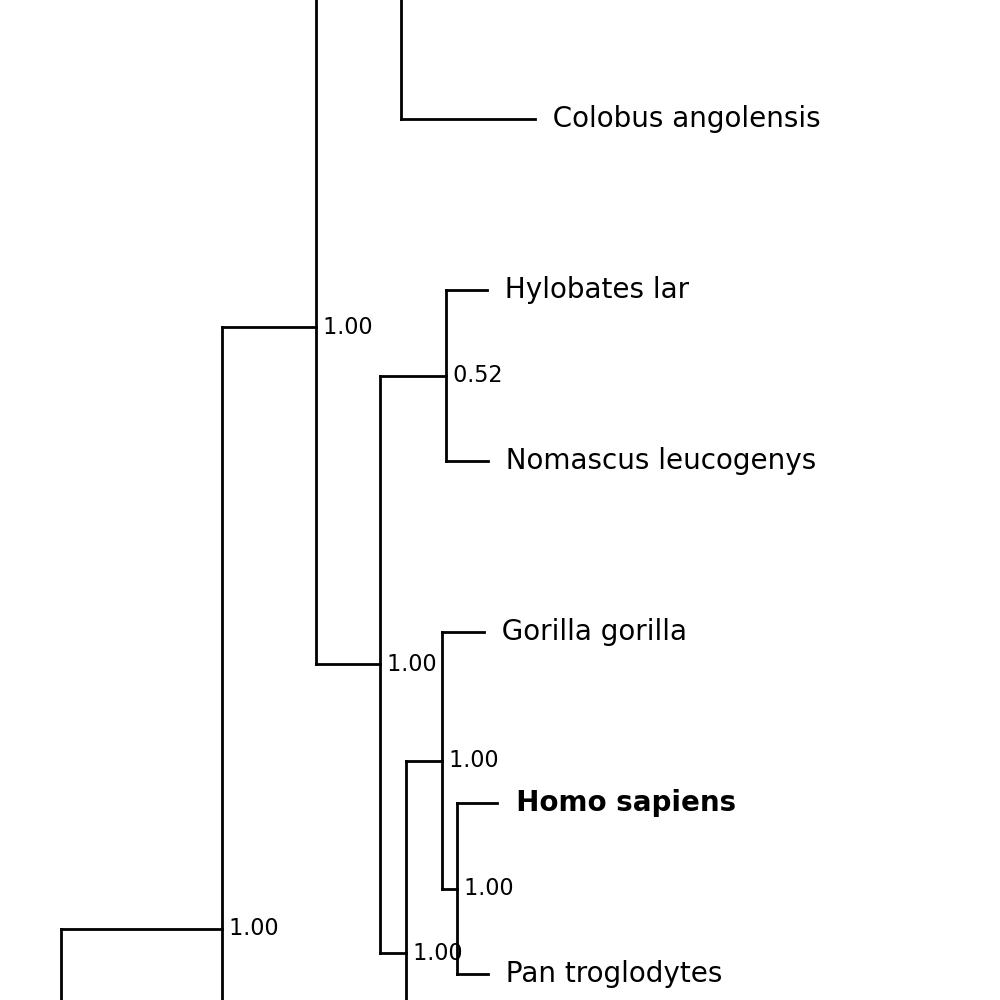 Colobus angolensis
Hylobates lar
1.00
0.52
Nomascus leucogenys
Gorilla gorilla
1.00
1.00
Homo sapiens
1.00
1.00
1.00
Pan troglodytes